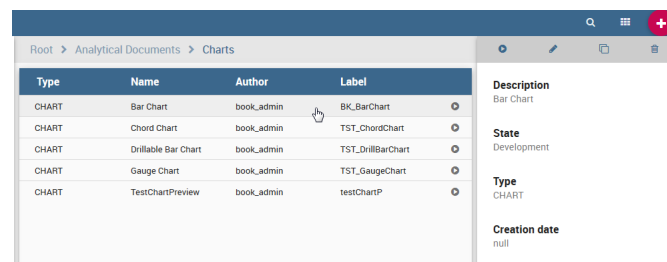 Root > Analytical Documents > Charts
Type Name Author Label
CHART Bar Chart book_admin BK_BarChart
CHART Chord Chart book_admin TST_ChordChart
CHART Drillable Bar Chart book_admin TST_DrillBarChart
CHART Gauge Chart book_admin TST_GaugeChart
CHART TestChartPreview book_admin testChartP
Description
Bar Chart
State
Development
Type
CHART
Creation date
null